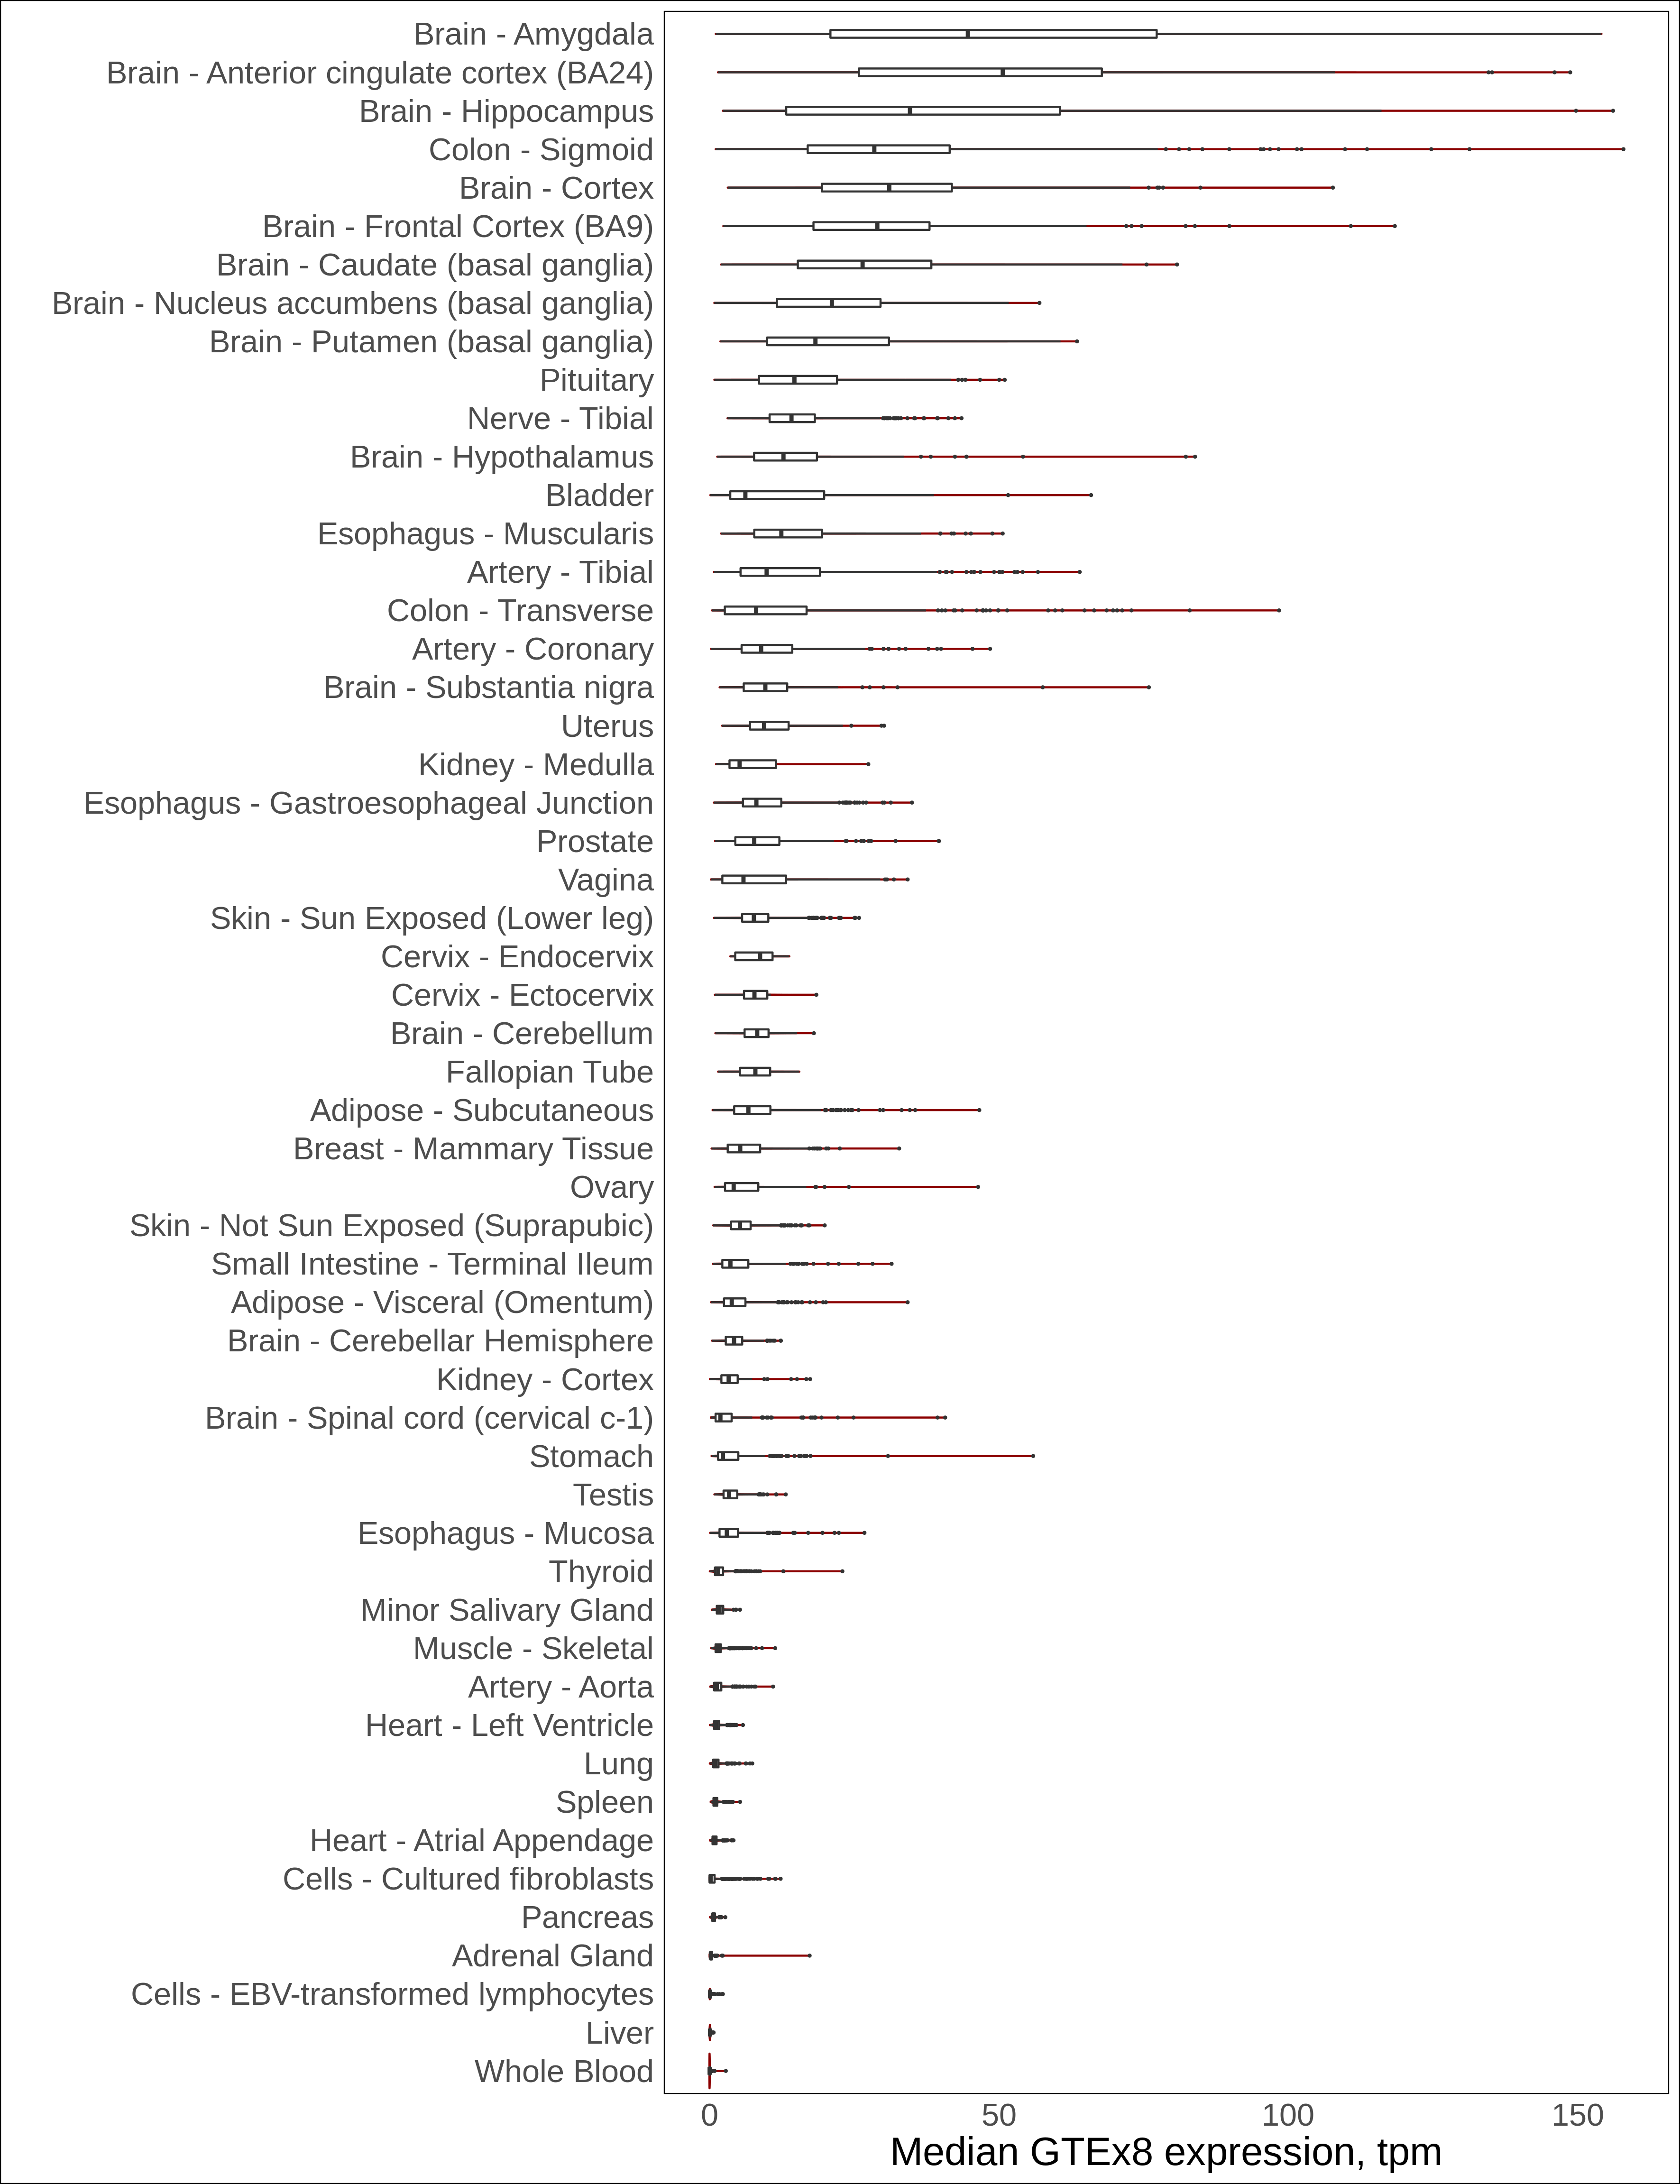 Brain - Amygdala
Brain - Anterior cingulate cortex (BA24)
Brain - Hippocampus
Colon - Sigmoid
Brain - Cortex
Brain - Frontal Cortex (BA9)
Brain - Caudate (basal ganglia)
Brain - Nucleus accumbens (basal ganglia)
Brain - Putamen (basal ganglia)
Pituitary
Nerve - Tibial
Brain - Hypothalamus
Bladder
Esophagus - Muscularis
Artery - Tibial
Colon - Transverse
Artery - Coronary
Brain - Substantia nigra
Uterus
Kidney - Medulla
Esophagus - Gastroesophageal Junction
Prostate
Vagina
Skin - Sun Exposed (Lower leg)
Cervix - Endocervix
Cervix - Ectocervix
Brain - Cerebellum
Fallopian Tube
Adipose - Subcutaneous
Breast - Mammary Tissue
Ovary
Skin - Not Sun Exposed (Suprapubic)
Small Intestine - Terminal Ileum
Adipose - Visceral (Omentum)
Brain - Cerebellar Hemisphere
Kidney - Cortex
Brain - Spinal cord (cervical c-1)
Stomach
Testis
Esophagus - Mucosa
Thyroid
Minor Salivary Gland
Muscle - Skeletal
Artery - Aorta
Heart - Left Ventricle
Lung
Spleen
Heart - Atrial Appendage
Cells - Cultured fibroblasts
Pancreas
Adrenal Gland
Cells - EBV-transformed lymphocytes
Liver
Whole Blood
0 50 100 150
Median GTEx8 expression, tpm